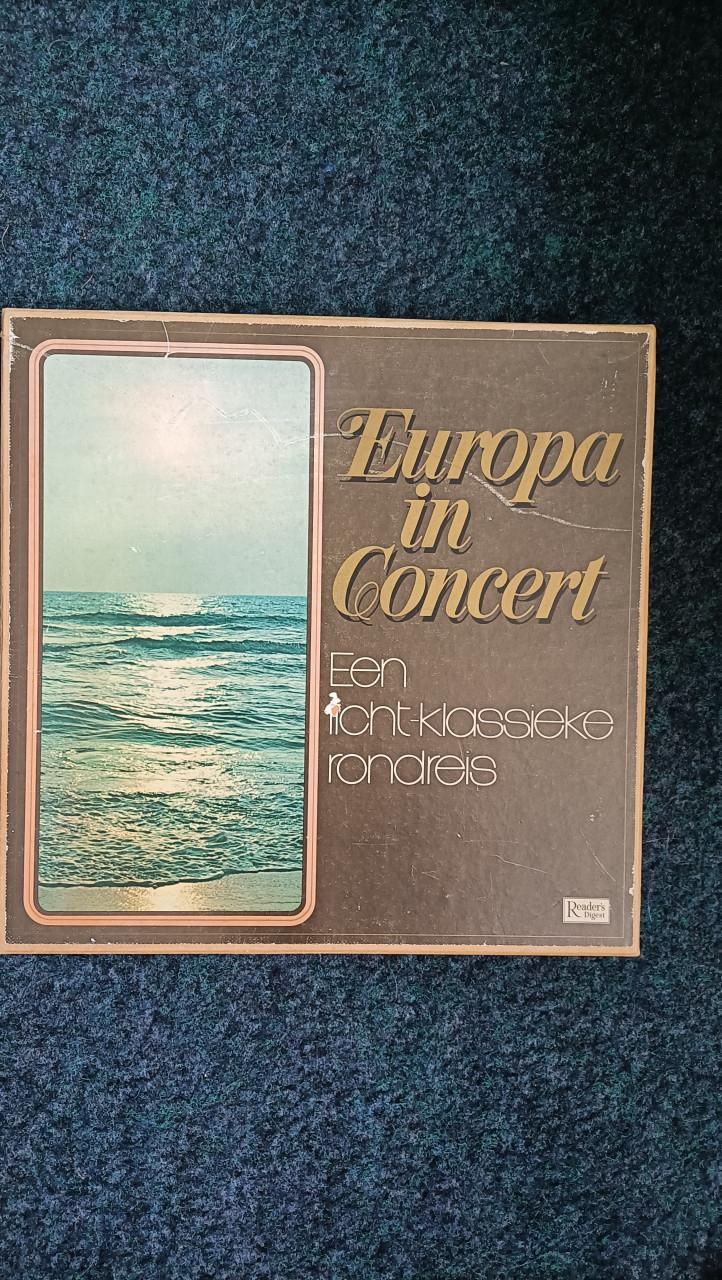 Europa
in
Concert
Een
licht-klassieke
rondreis
Reader's
Digest